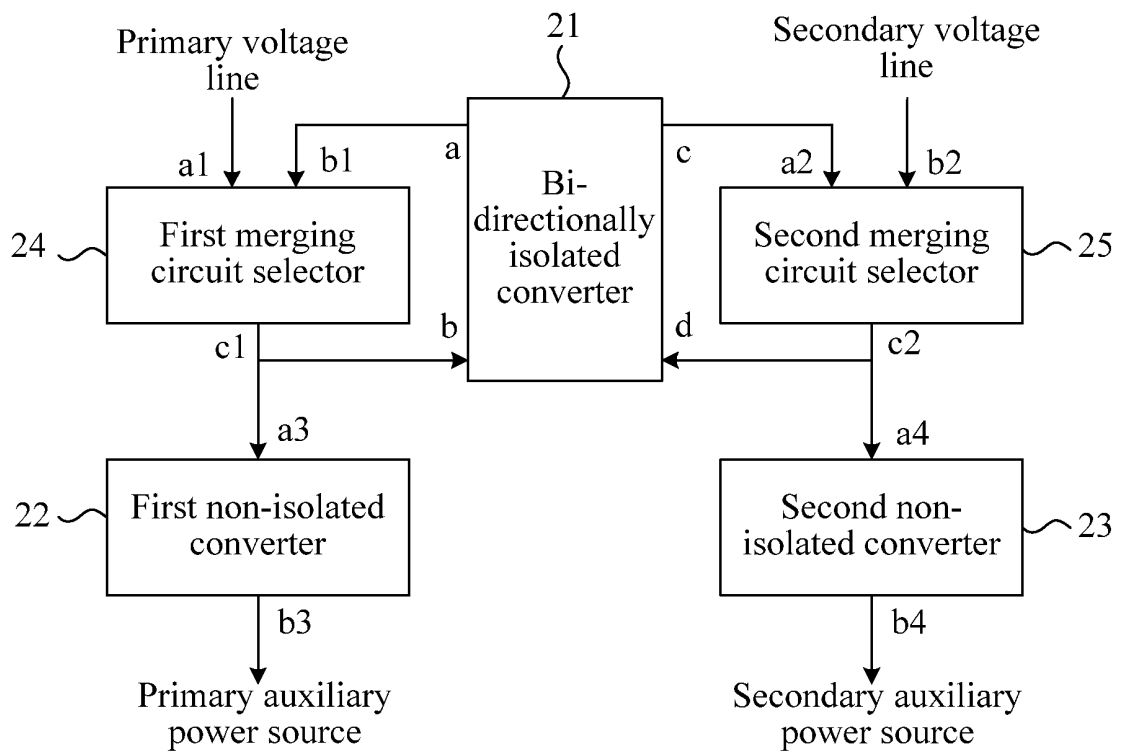 21
Primary voltage
line
Secondary voltage
line
a
c
a1
b1
a2
b2
Bi-
directionally
isolated
converter
24
First merging
circuit selector
Second merging
circuit selector
25
c1
b
d
c2
a3
a4
22
First non-isolated
converter
Second non-
isolated converter
23
b3
b4
Primary auxiliary
power source
Secondary auxiliary
power source